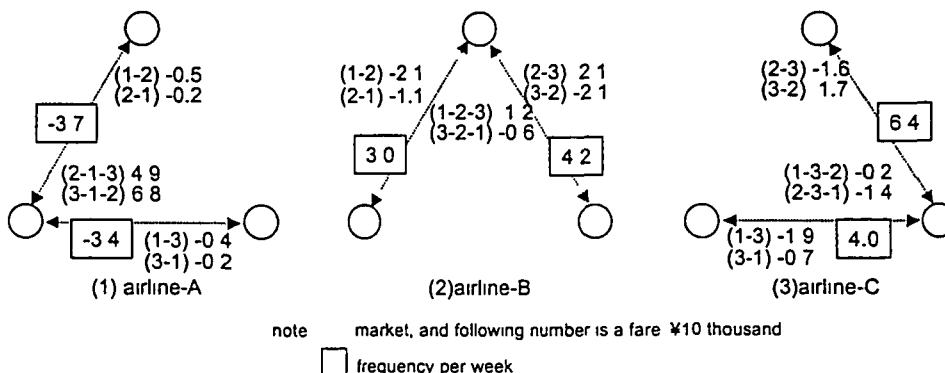 (1-2) -0.5
(2-1) -0.2
-3 7
(2-1-3) 4 9
(3-1-2) 6 8
-3 4
(1-3) -0 4
(3-1) -0 2
(1) airline-A
(1-2) -2 1
(2-1) -1.1
(2-3) 2 1
(3-2) -2 1
(1-2-3) 1 2
(3-2-1) -0 6
3 0
4 2
(2)airline-B
(2-3) -1.6
(3-2) 1.7
6 4
(1-3-2) -0 2
(2-3-1) -1 4
(1-3) -1 9
(3-1) -0 7
4.0
(3)airline-C
note market, and following number is a fare ¥10 thousand
frequency per week